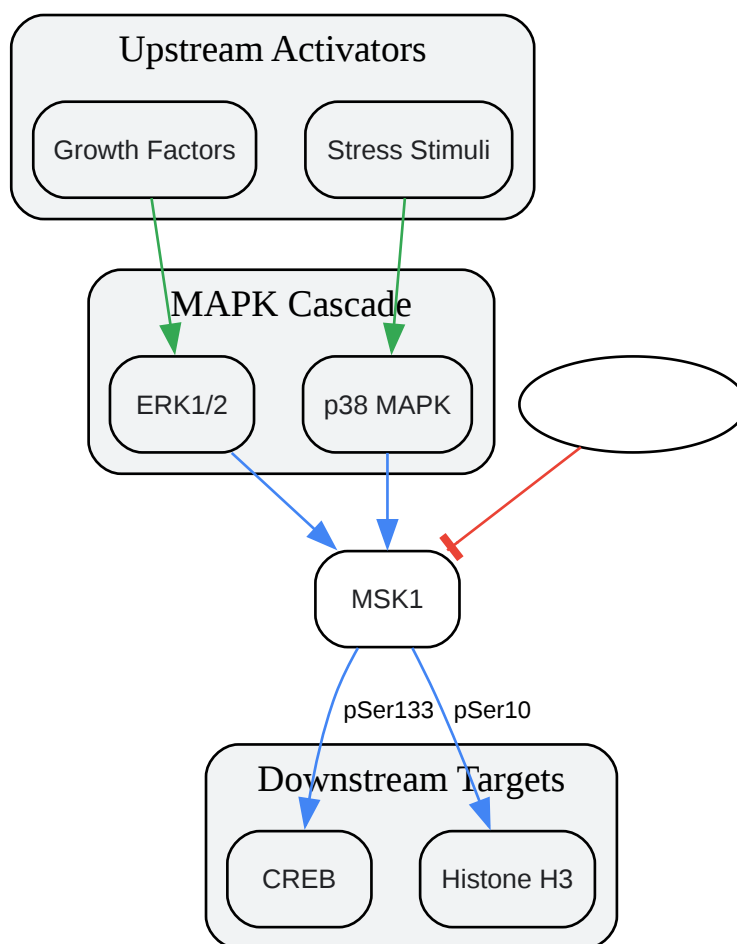 Upstream Activators
Growth Factors
Stress Stimuli
MAPK Cascade
ERK1/2
p38 MAPK
MSK1
pSer133
pSer10
Downstream Targets
CREB
Histone H3